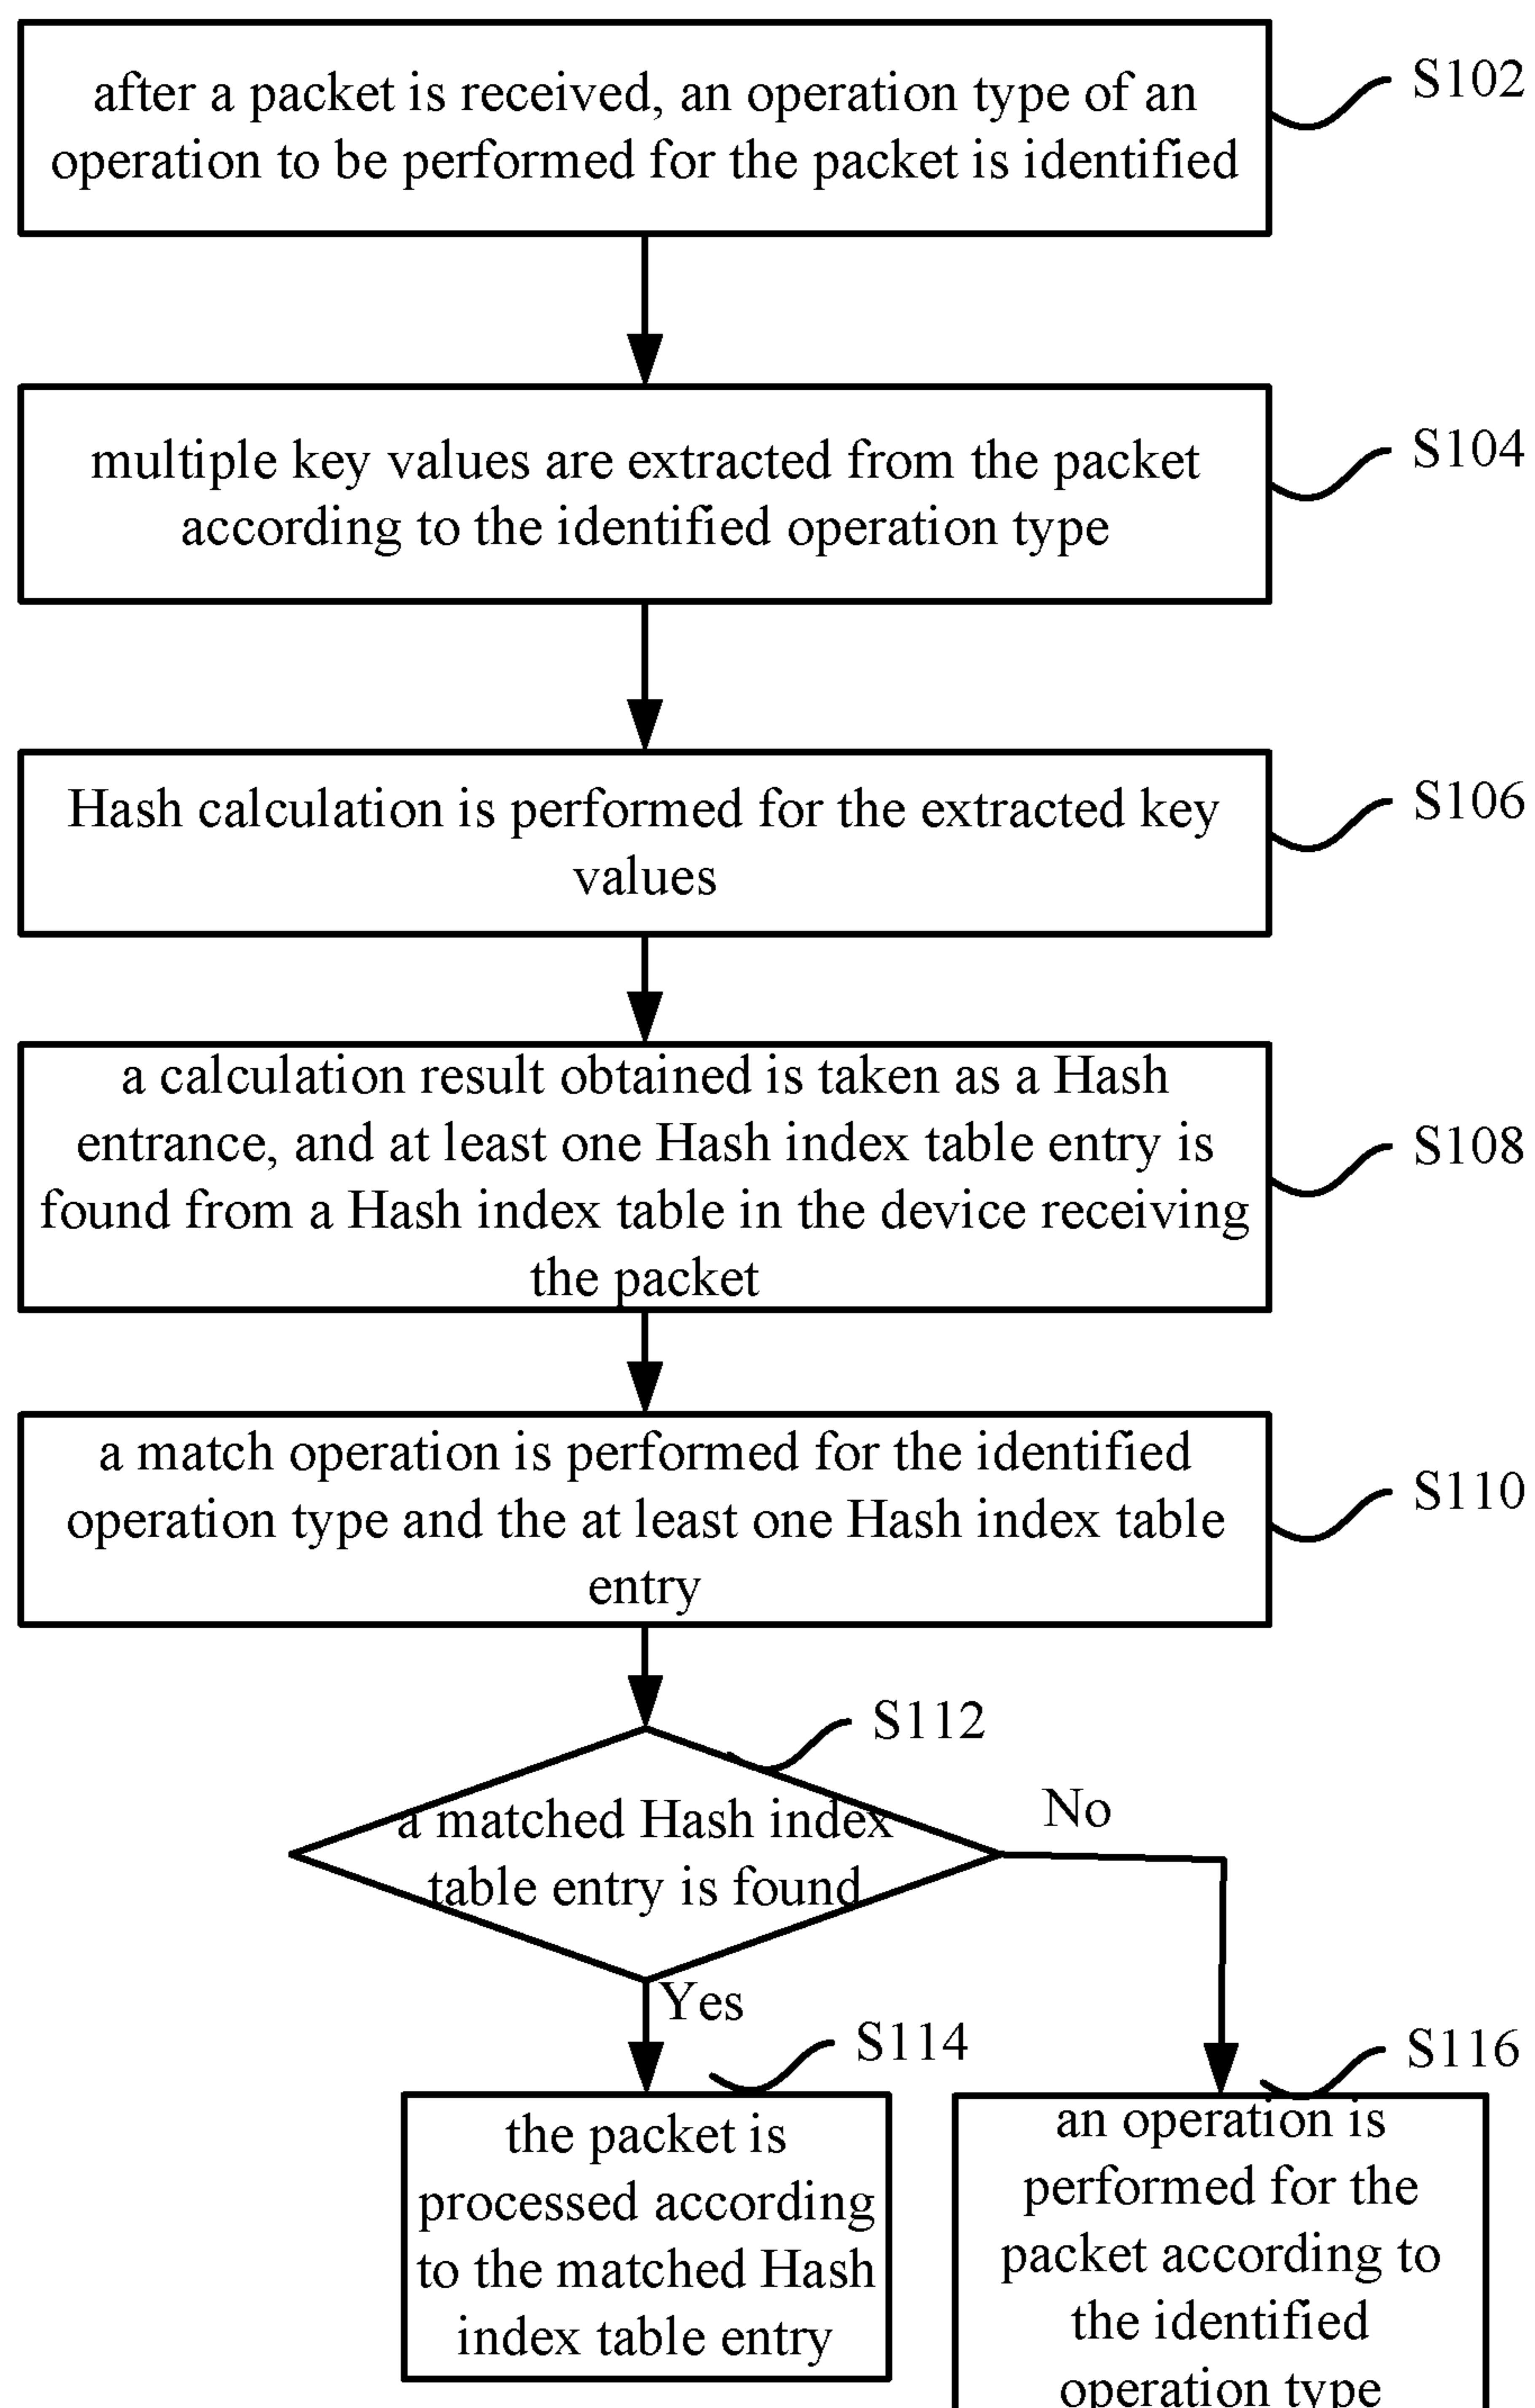 after a packet is received, an operation type of an
operation to be performed for the packet is identified
S102
multiple key values are extracted from the packet
according to the identified operation type
S104
Hash calculation is performed for the extracted key
values
S106
a calculation result obtained is taken as a Hash
entrance, and at least one Hash index table entry is
found from a Hash index table in the device receiving
the packet
S108
a match operation is performed for the identified
operation type and the at least one Hash index table
entry
S110
S112
a matched Hash index
table entry is found
No
Yes
S114
the packet is
processed according
to the matched Hash
index table entry
S116
an operation is
performed for the
packet according to
the identified
operation type